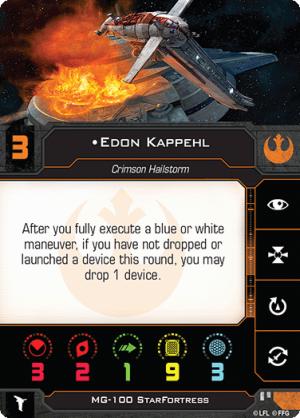 3
•Edon Kappehl
Crimson Hailstorm
After you fully execute a blue or white
maneuver, if you have not dropped or
launched a device this round, you may
drop 1 device.
3 2 1 9 3
MG-100 StarFortress
©LFL ©FFG